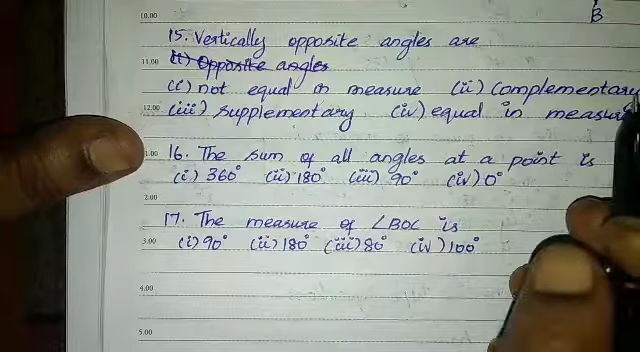 B
10.00
15. Vertically opposite angles are
11.00 (ii) Opposite angles
(i) not equal in measure (ii) complementary
12.00 (iii) supplementary (iv) equal in measure
1.00 16. The sum of all angles at a point is
(i) 360° (ii) 180° (iii) 90° (iv) 0°
2.00
17. The measure of ∠BOC is
3.00 (i) 90° (ii) 180° (iii) 80° (iv) 100°
4.00
5.00